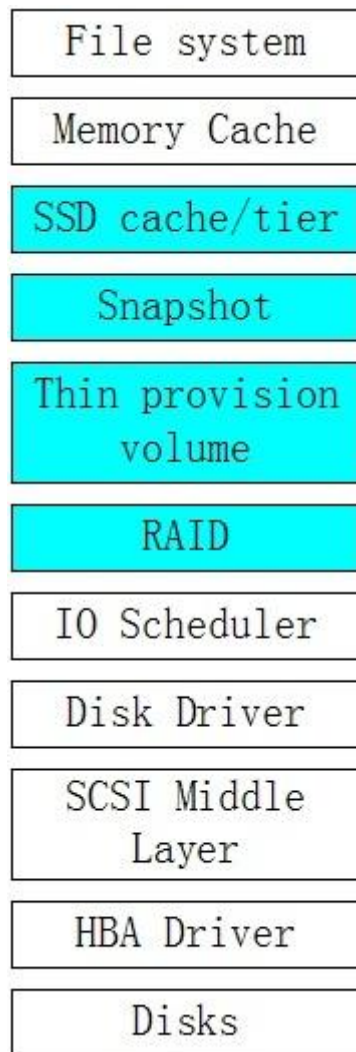 File system
Memory Cache
SSD cache/tier
Snapshot
Thin provision
volume
RAID
IO Scheduler
Disk Driver
SCSI Middle
Layer
HBA Driver
Disks